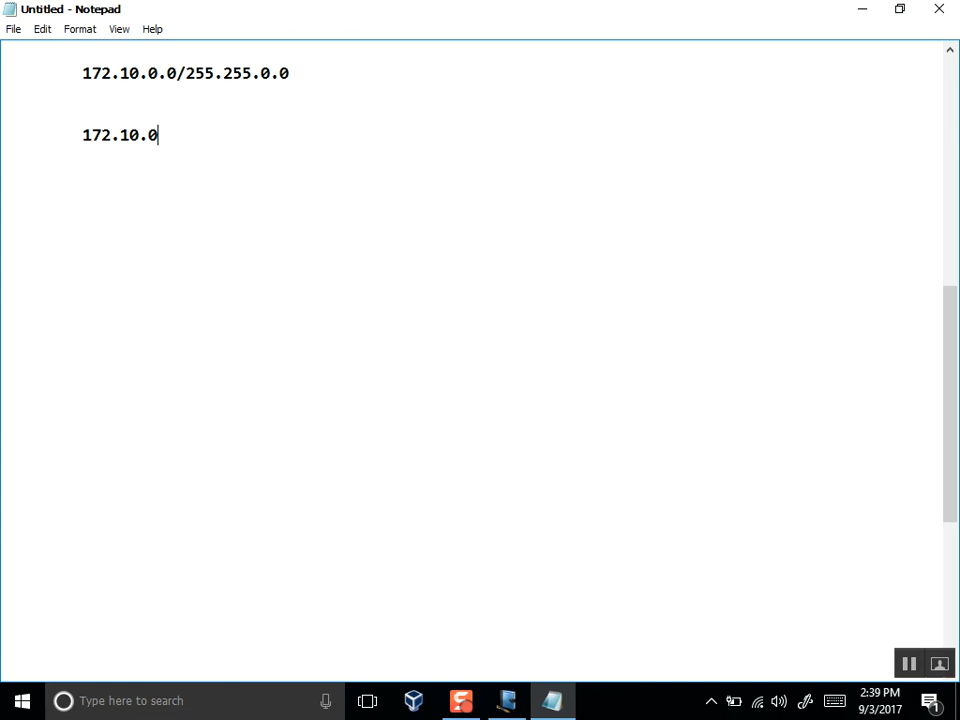 Untitled - Notepad
File Edit Format View Help
172.10.0.0/255.255.0.0
172.10.0
Type here to search
2:39 PM
9/3/2017
1